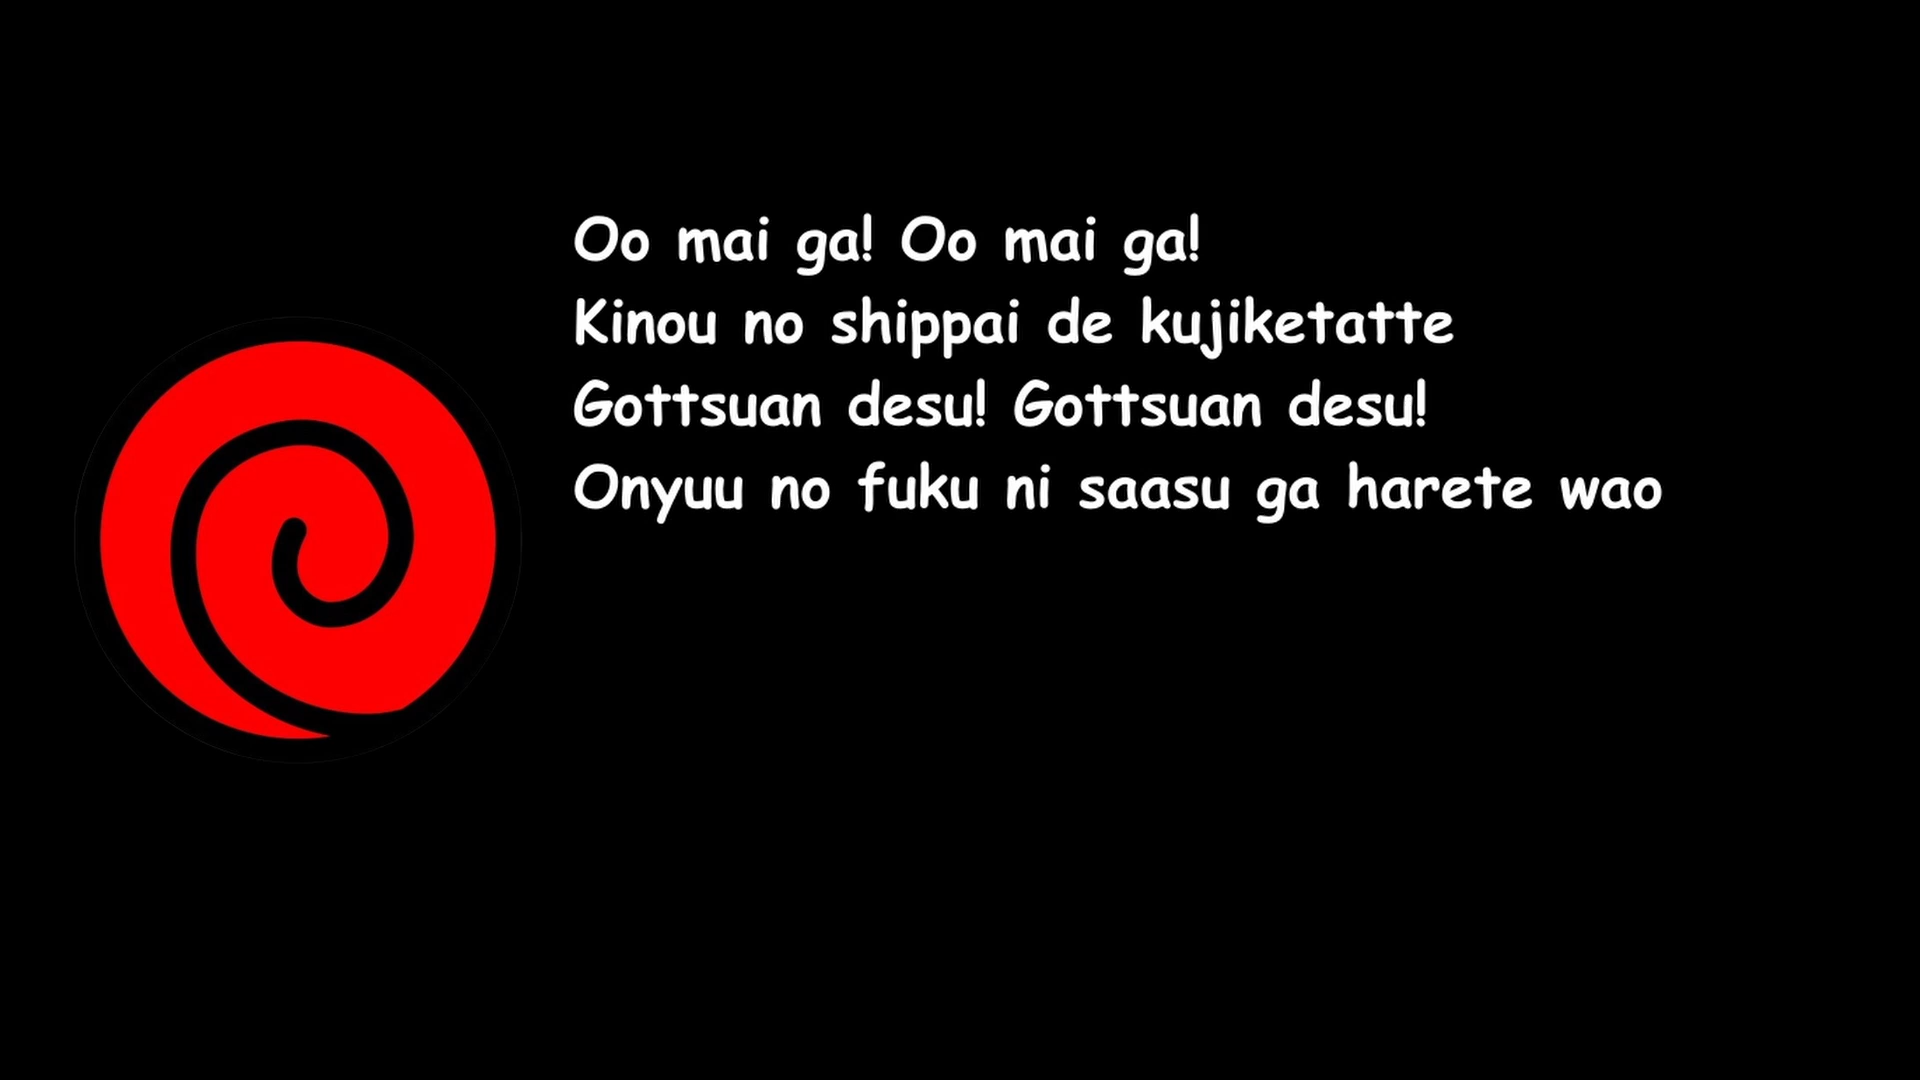 Oo mai ga! Oo mai ga!
Kinou no shippai de kujiketatte
Gottsuan desu! Gottsuan desu!
Onyuu no fuku ni saasu ga harete wao